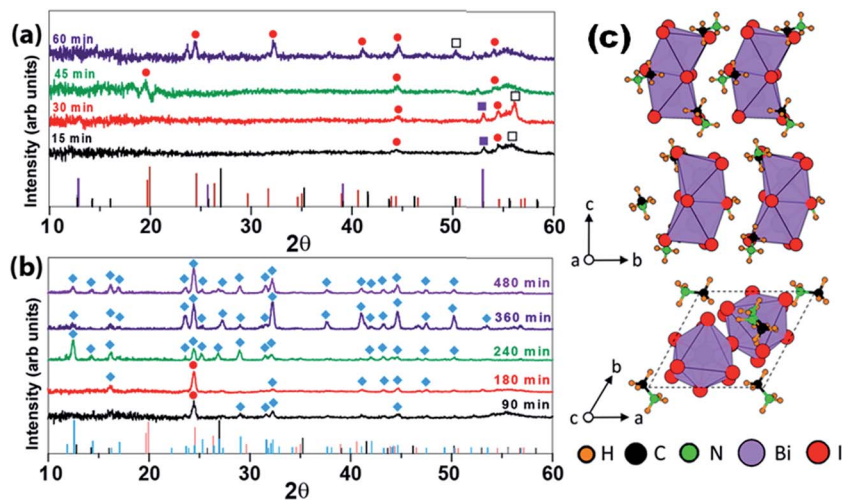 (a)
Intensity (arb units)
60 min
45 min
30 min
15 min
10 20 30 40 50 60
2θ
(b)
Intensity (arb units)
480 min
360 min
240 min
180 min
90 min
10 20 30 40 50 60
2θ
(c)
c
a b
b
c a
H C N Bi I